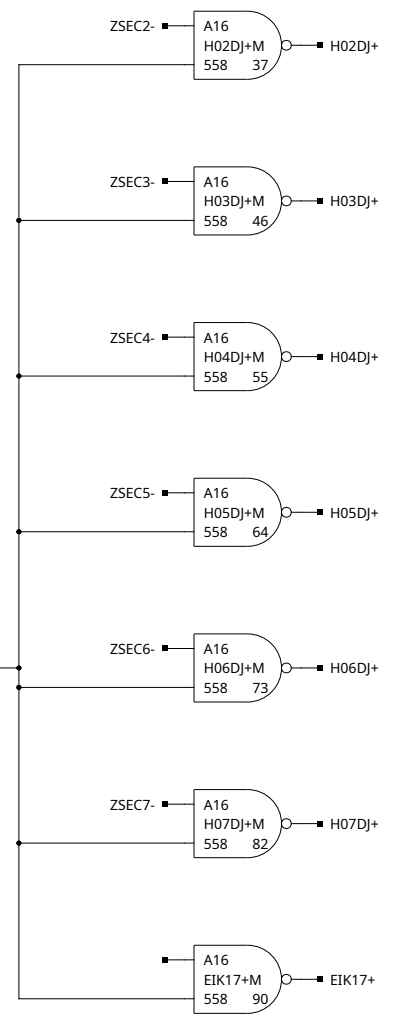 ZSEC2- A16
H02DJ+M H02DJ+
558 37
ZSEC3- A16
H03DJ+M H03DJ+
558 46
ZSEC4- A16
H04DJ+M H04DJ+
558 55
ZSEC5- A16
H05DJ+M H05DJ+
558 64
ZSEC6- A16
H06DJ+M H06DJ+
558 73
ZSEC7- A16
H07DJ+M H07DJ+
558 82
A16
EIK17+M EIK17+
558 90